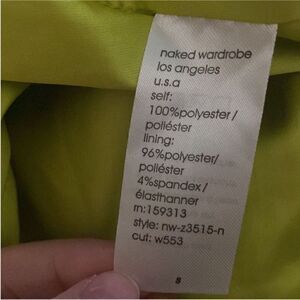 naked wardrobe
los angeles
u.s.a
self:
100%polyester/
poliéster
lining:
96%polyester/
poliéster
4%spandex/
élasthanner
rn:159313
style: nw-z3515-n
cut: w553
8